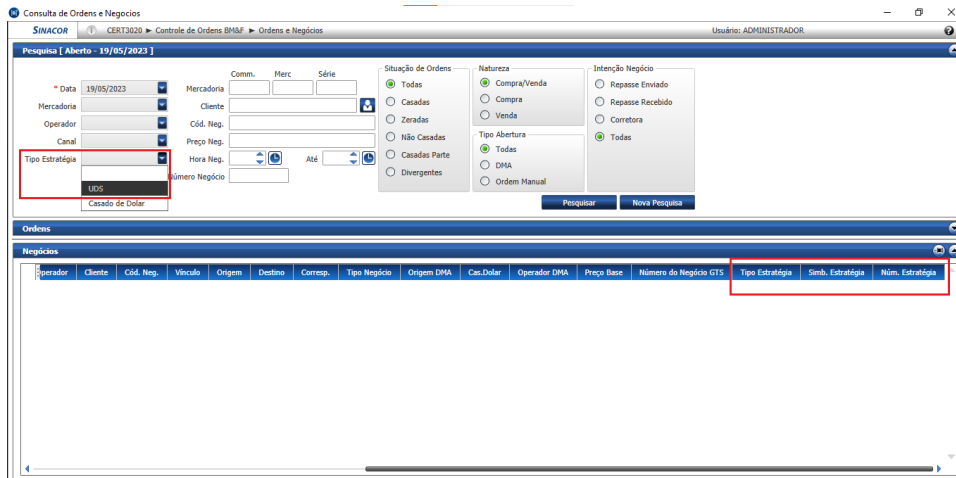 Consulta de Ordens e Negocios
SINACOR CERT3020 ► Controle de Ordens BM&F ► Ordens e Negócios Usuário: ADMINISTRADOR
Pesquisa [ Aberto - 19/05/2023 ]
Comm. Merc Série Situação de Ordens Natureza Intenção Negócio
* Data 19/05/2023 Mercadoria Todas Compra/Venda Repasse Enviado
Mercadoria Cliente Casadas Compra Repasse Recebido
Operador Cód. Neg. Zeradas Venda Corretora
Canal Preço Neg. Não Casadas Tipo Abertura Todas
Tipo Estratégia Hora Neg. Até Casadas Parte Todas
Número Negócio Divergentes DMA
UDS Ordem Manual
Casado de Dolar Pesquisar Nova Pesquisa
Ordens
Negócios
perador Cliente Cód. Neg. Vínculo Origem Destino Corresp. Tipo Negócio Origem DMA Cas.Dolar Operador DMA Preço Base Número do Negócio GTS Tipo Estratégia Simb. Estratégia Núm. Estratégia